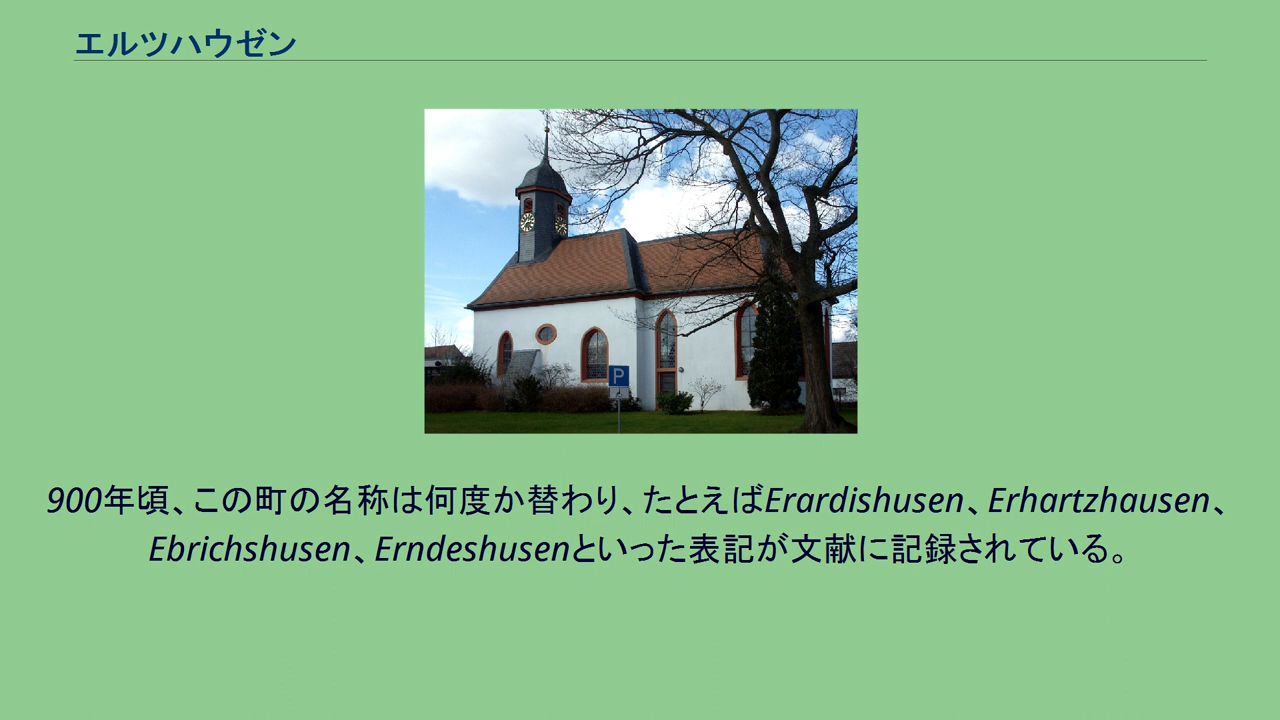 エルツハウゼン
P
900年頃、この町の名称は何度か替わり、たとえばErardishusen、Erhartzhausen、
Ebrichshusen、Erndeshusenといった表記が文献に記録されている。